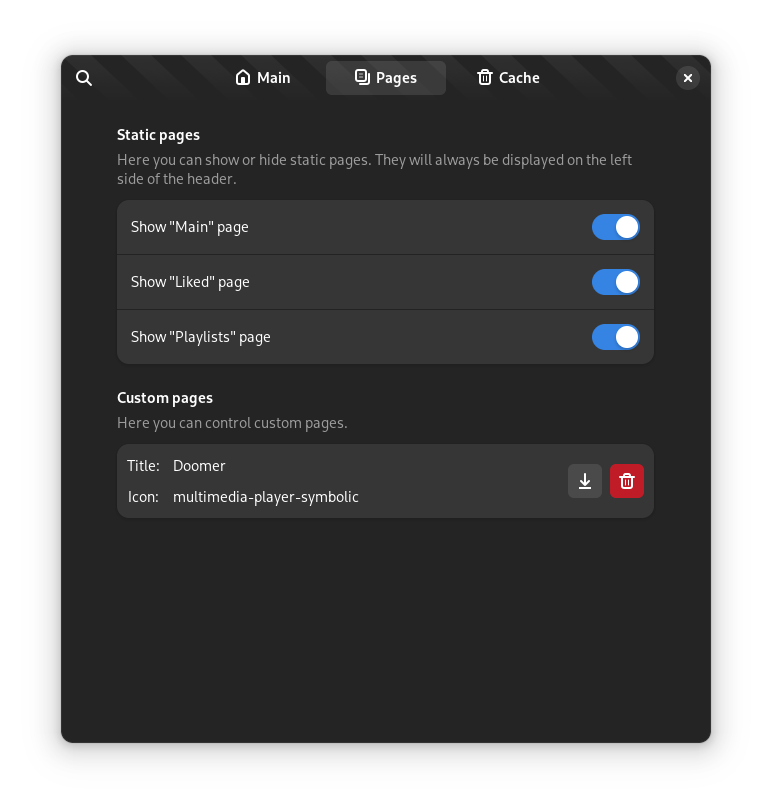 Main
Pages
Cache
Static pages
Here you can show or hide static pages. They will always be displayed on the left
side of the header.
Show "Main" page
Show "Liked" page
Show "Playlists" page
Custom pages
Here you can control custom pages.
Title: Doomer
Icon: multimedia-player-symbolic